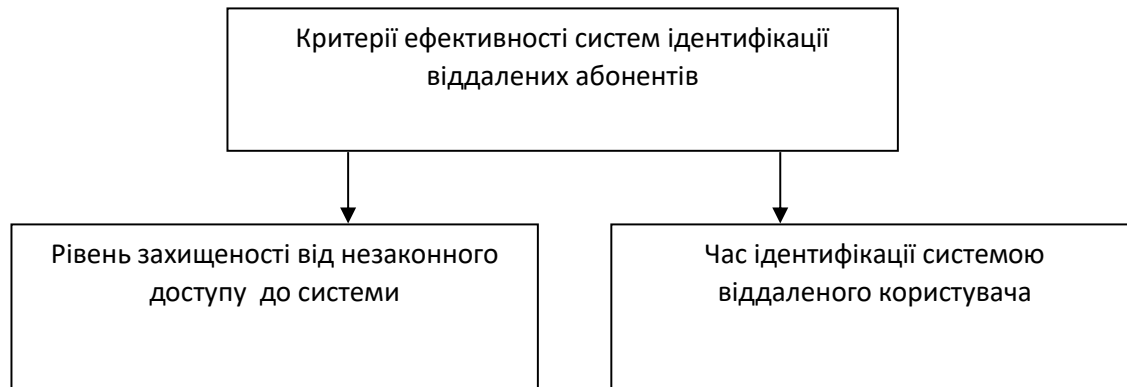 Критерії ефективності систем ідентифікації
віддалених абонентів
Рівень захищеності від незаконного
доступу до системи
Час ідентифікації системою
віддаленого користувача